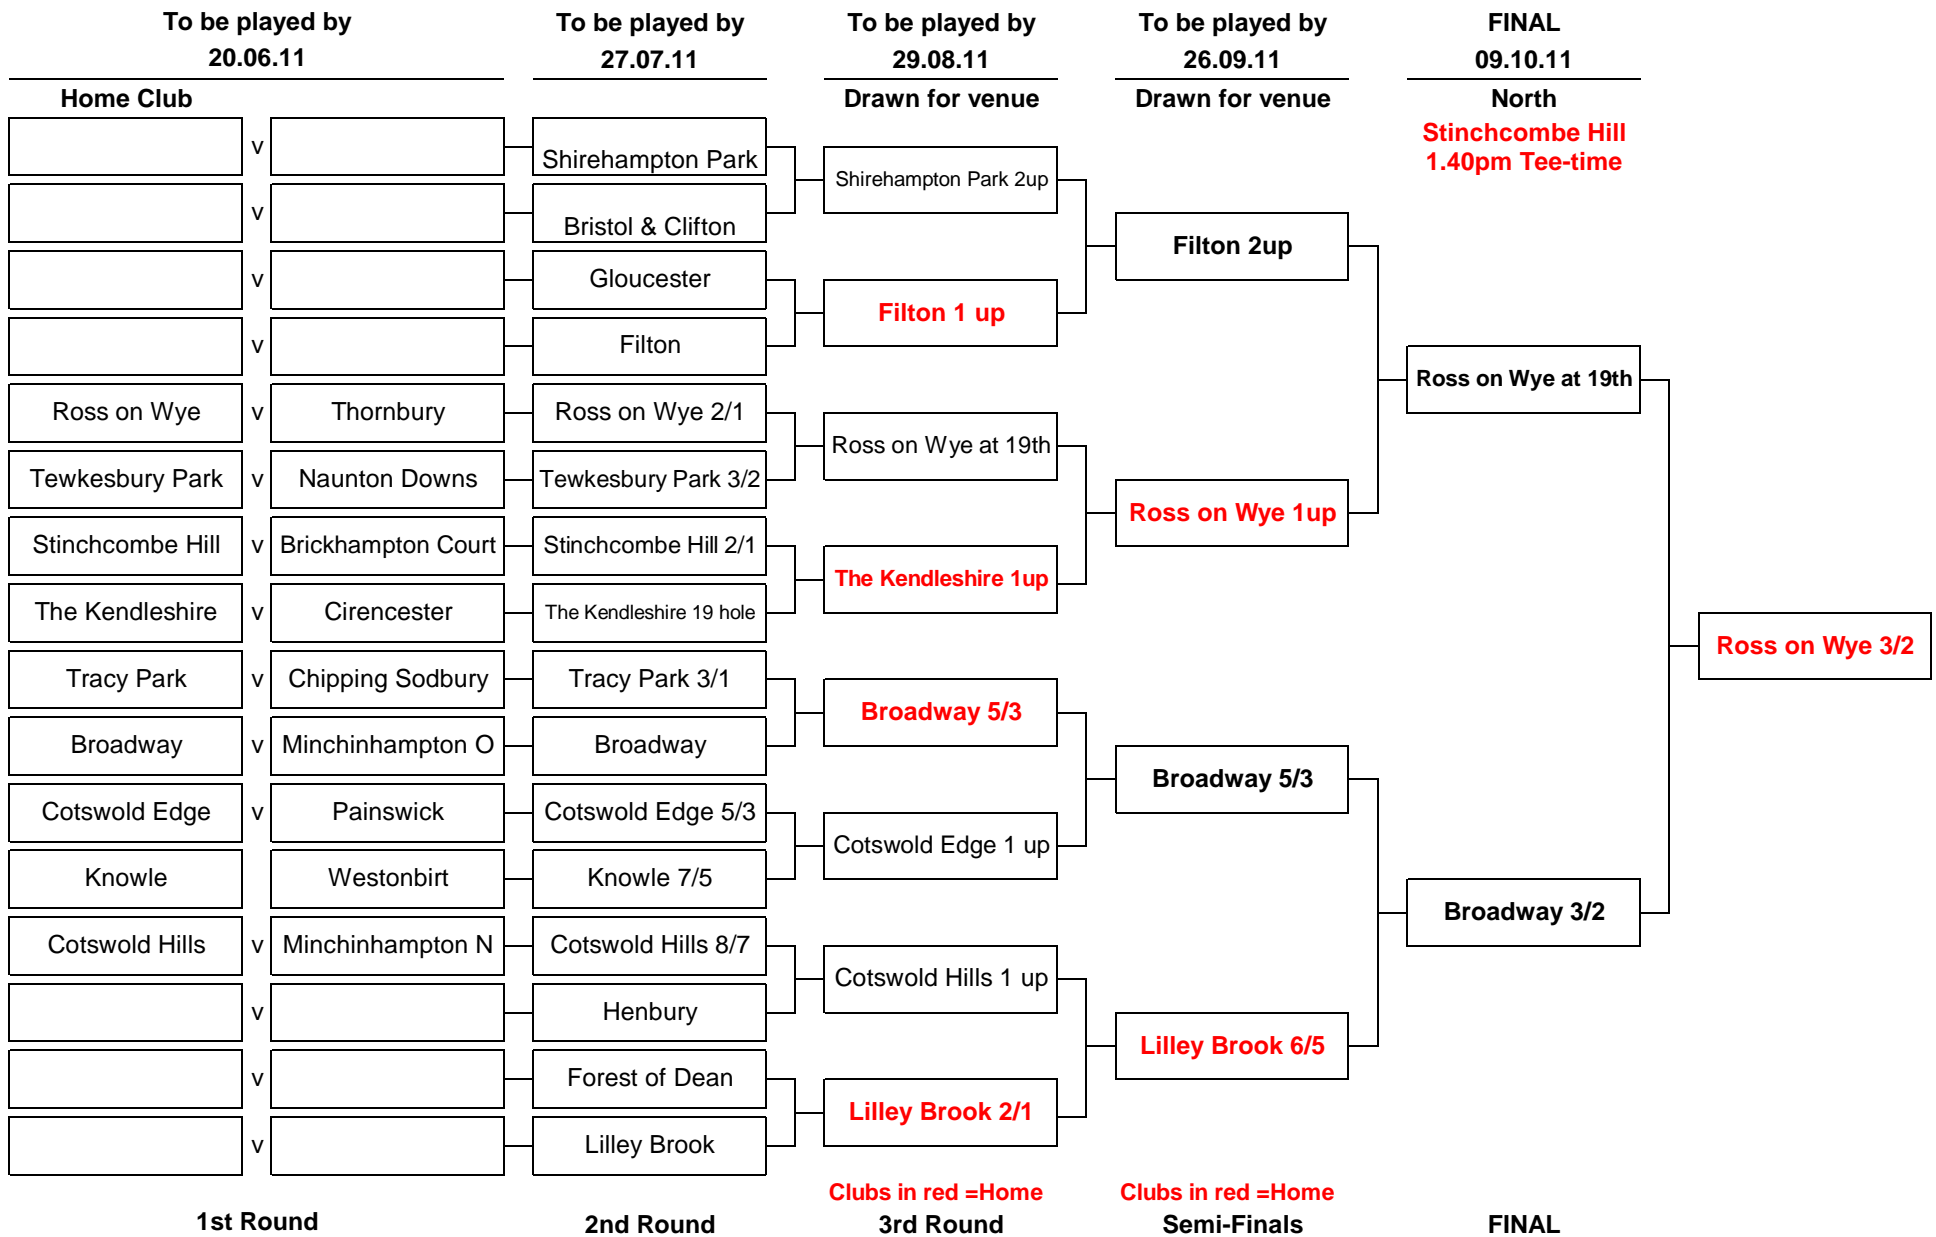 To be played by
20.06.11
To be played by
27.07.11
To be played by
29.08.11
To be played by
26.09.11
FINAL
09.10.11
Home Club
Drawn for venue
Drawn for venue
North
Stinchcombe Hill
1.40pm Tee-time
v
Shirehampton Park
v
Bristol & Clifton
v
Gloucester
v
Filton
Ross on Wye v Thornbury
Ross on Wye 2/1
Tewkesbury Park v Naunton Downs
Tewkesbury Park 3/2
Stinchcombe Hill v Brickhampton Court
Stinchcombe Hill 2/1
The Kendleshire v Cirencester
The Kendleshire 19 hole
Tracy Park v Chipping Sodbury
Tracy Park 3/1
Broadway v Minchinhampton O
Broadway
Cotswold Edge v Painswick
Cotswold Edge 5/3
Knowle Westonbirt
Knowle 7/5
Cotswold Hills v Minchinhampton N
Cotswold Hills 8/7
v
Henbury
v
Forest of Dean
v
Lilley Brook
Shirehampton Park 2up
Filton 1 up
Ross on Wye at 19th
The Kendleshire 1up
Broadway 5/3
Cotswold Edge 1 up
Cotswold Hills 1 up
Lilley Brook 2/1
Filton 2up
Ross on Wye 1up
Broadway 5/3
Lilley Brook 6/5
Ross on Wye at 19th
Broadway 3/2
Ross on Wye 3/2
Clubs in red =Home
Clubs in red =Home
1st Round
2nd Round
3rd Round
Semi-Finals
FINAL